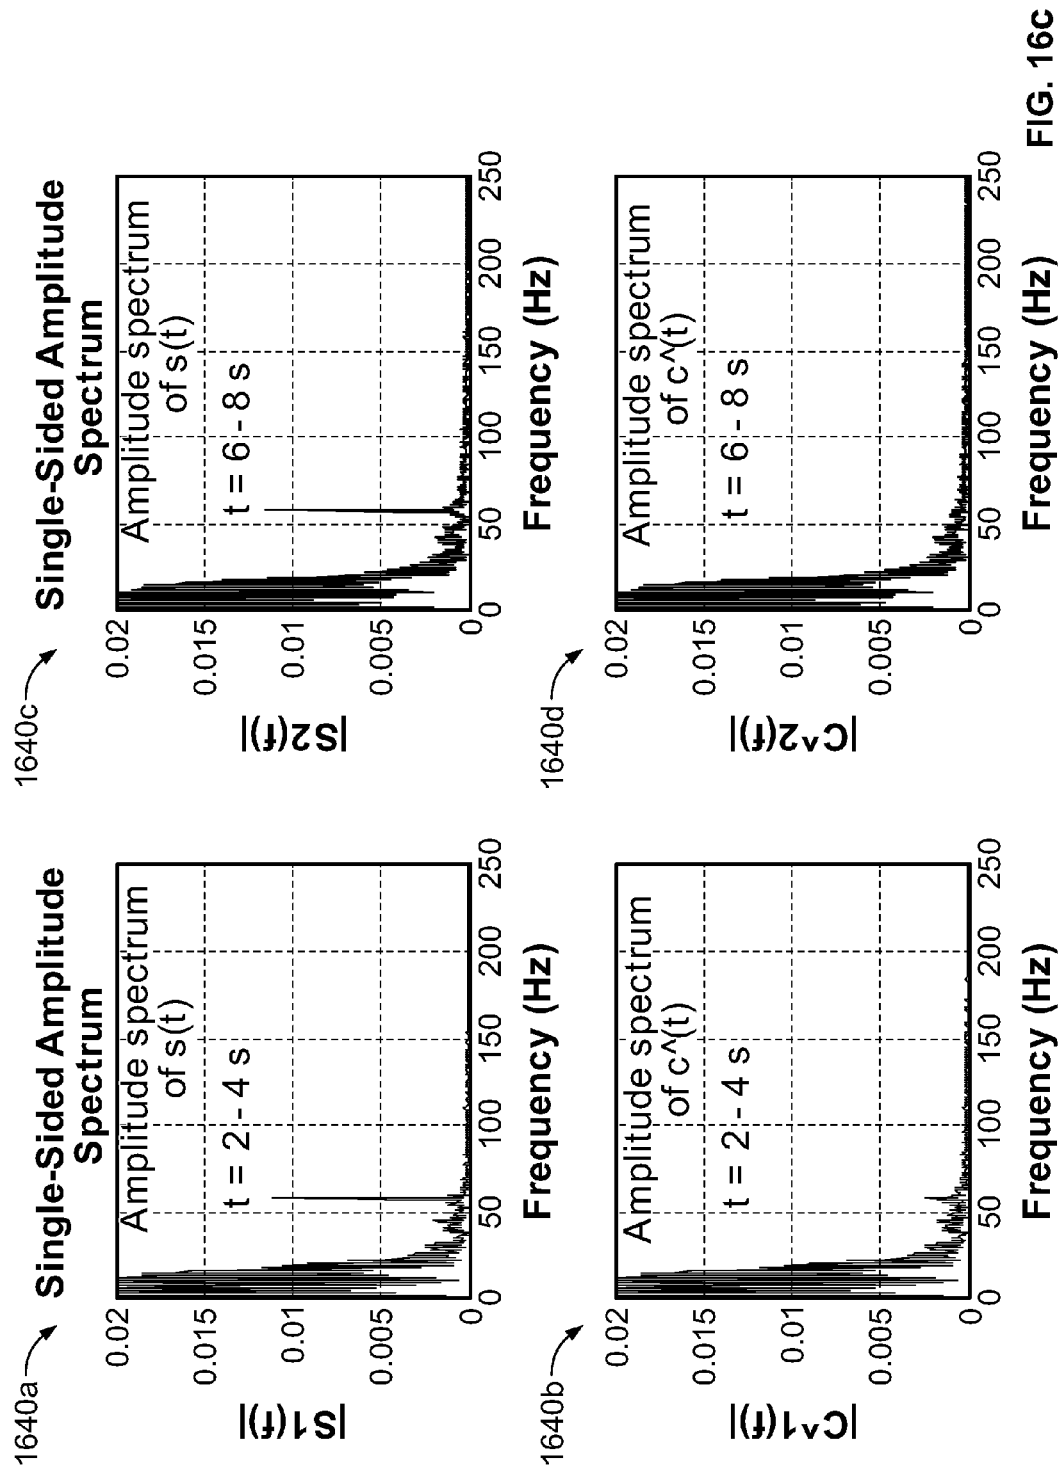 1640a
Single-Sided Amplitude
Spectrum
|S1(f)|
0.02
0.015
0.01
0.005
0
Amplitude spectrum
of s(t)
t = 2 - 4 s
0 50 100 150 200 250
Frequency (Hz)
1640c
Single-Sided Amplitude
Spectrum
|S2(f)|
0.02
0.015
0.01
0.005
0
Amplitude spectrum
of s(t)
t = 6 - 8 s
0 50 100 150 200 250
Frequency (Hz)
1640b
|C^1(f)|
0.02
0.015
0.01
0.005
0
Amplitude spectrum
of c^(t)
t = 2 - 4 s
0 50 100 150 200 250
Frequency (Hz)
1640d
|C^2(f)|
0.02
0.015
0.01
0.005
0
Amplitude spectrum
of c^(t)
t = 6 - 8 s
0 50 100 150 200 250
Frequency (Hz)
FIG. 16c